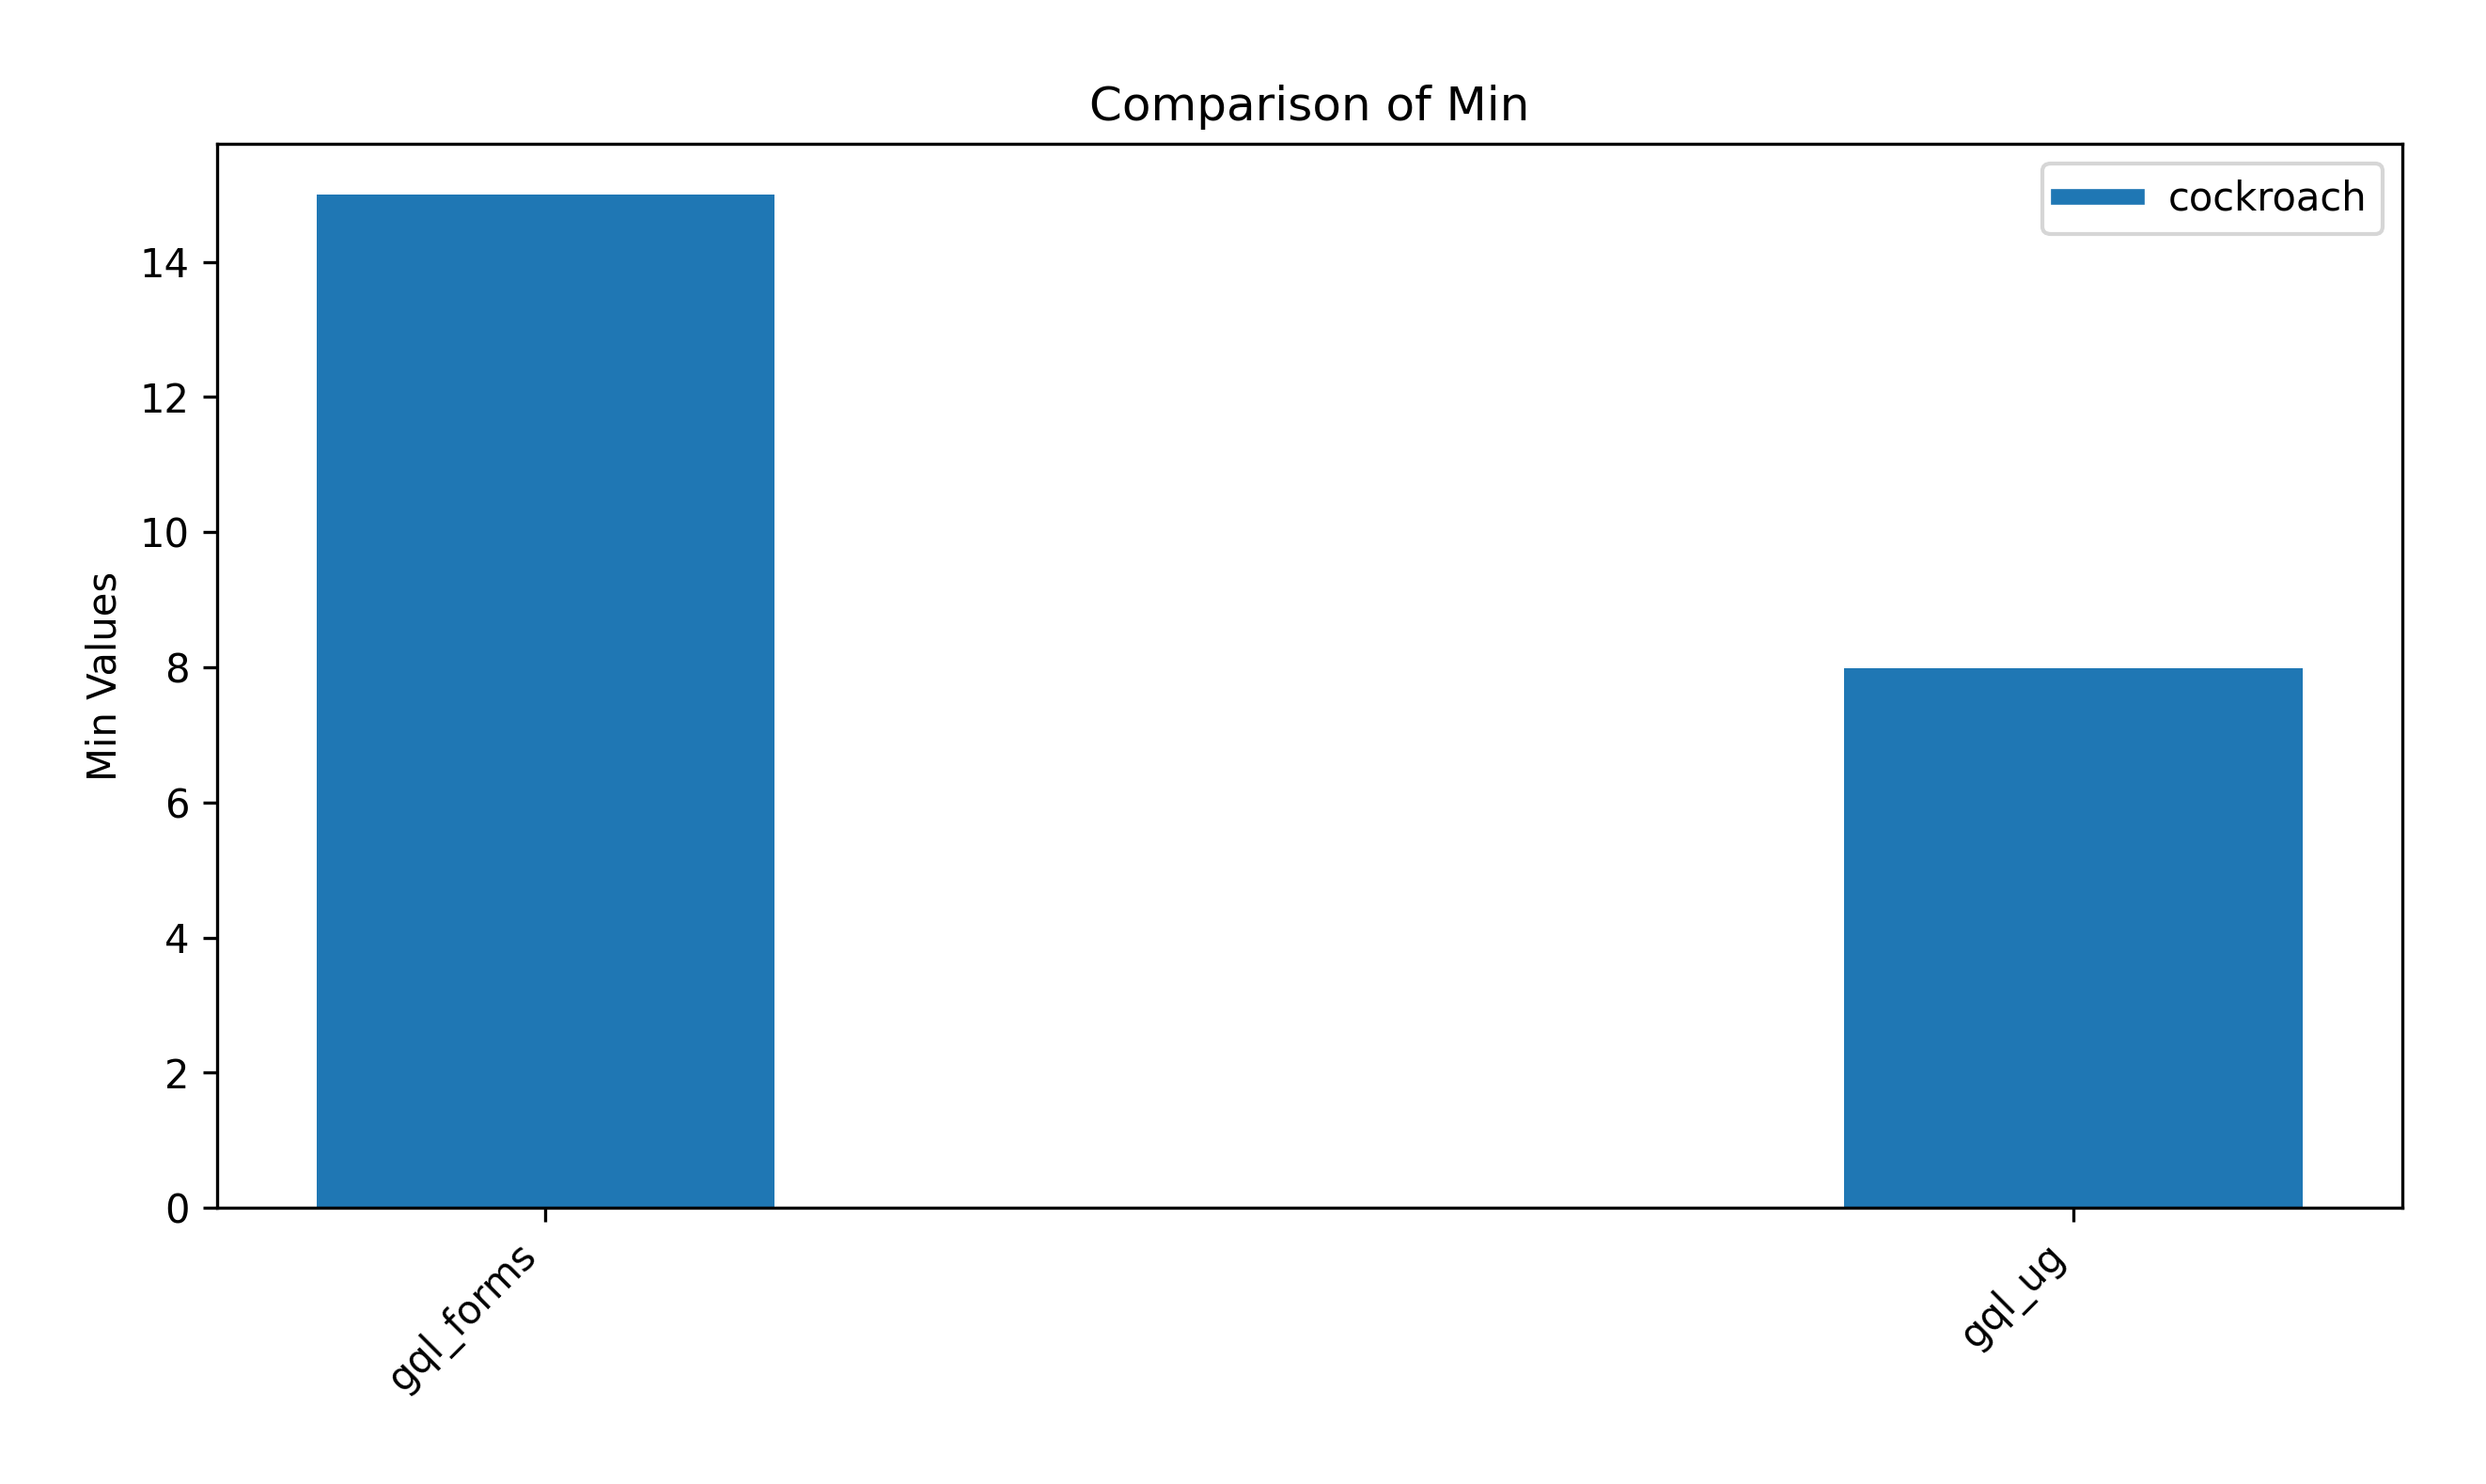 Comparison of Min
cockroach
Min Values
14
12
10
8
6
4
2
0
gql_forms
gql_ug